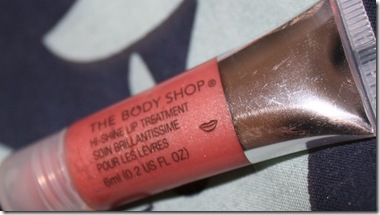 THE BODY SHOP®
HI-SHINE LIP TREATMENT
SOIN BRILLANTISSIME
POUR LES LÈVRES
6ml (0.2 US FL OZ)